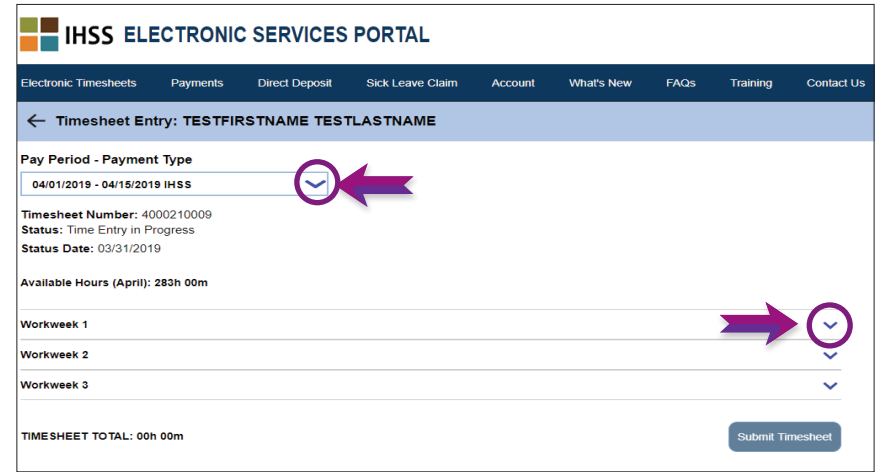 IHSS ELECTRONIC SERVICES PORTAL
Electronic Timesheets Payments Direct Deposit Sick Leave Claim Account What's New FAQs Training Contact Us
← Timesheet Entry: TESTFIRSTNAME TESTLASTNAME
Pay Period - Payment Type
04/01/2019 - 04/15/2019 IHSS
Timesheet Number: 4000210009
Status: Time Entry in Progress
Status Date: 03/31/2019
Available Hours (April): 283h 00m
Workweek 1
Workweek 2
Workweek 3
TIMESHEET TOTAL: 00h 00m Submit Timesheet